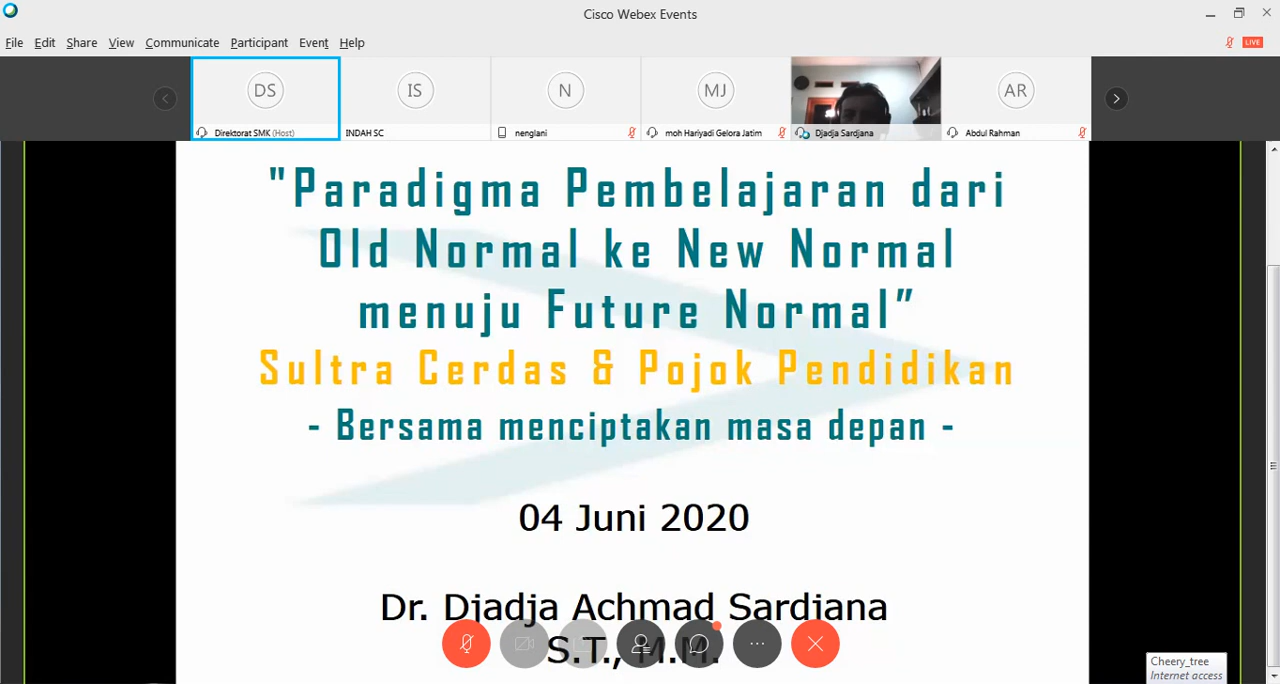 Cisco Webex Events
File Edit Share View Communicate Participant Event Help
LIVE
DS
IS
N
MJ
AR
Direktorat SMK (Host)
INDAH SC
nenglani
moh Hariyadi Gelora Jatim
Djadja Sardjana
Abdul Rahman
"Paradigma Pembelajaran dari
Old Normal ke New Normal
menuju Future Normal”
Sultra Cerdas & Pojok Pendidikan
- Bersama menciptakan masa depan -
04 Juni 2020
Dr. Djadja Achmad Sardjana
S.T., M.M.
Cheery_tree
Internet access